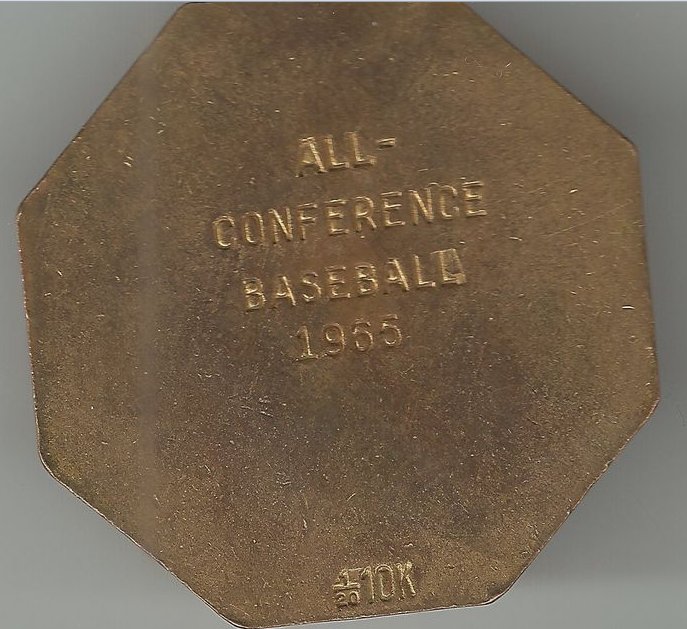 ALL-
CONFERENCE
BASEBALL
1955
1/20 10K